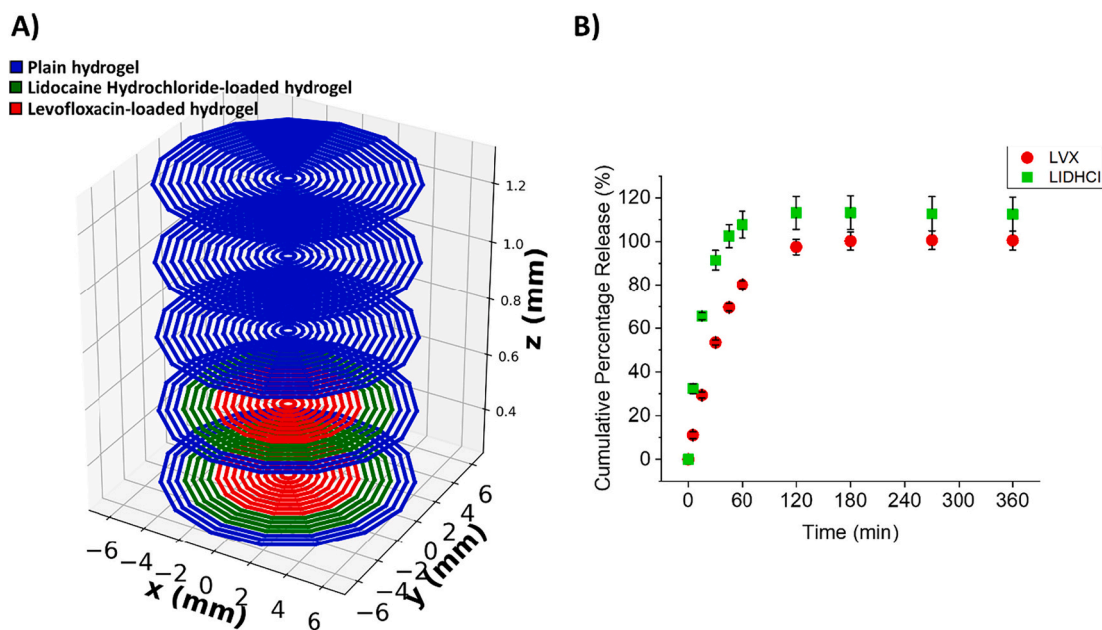 A)
Plain hydrogel
Lidocaine Hydrochloride-loaded hydrogel
Levofloxacin-loaded hydrogel
1.2
1.0
0.8
0.6
0.4
z (mm)
−6
−4
−2
0
2
4
6
x (mm)
−6
−4
−2
0
2
4
6
y (mm)
B)
LVX
LIDHCl
120
100
80
60
40
20
0
Cumulative Percentage Release (%)
0 60 120 180 240 300 360
Time (min)